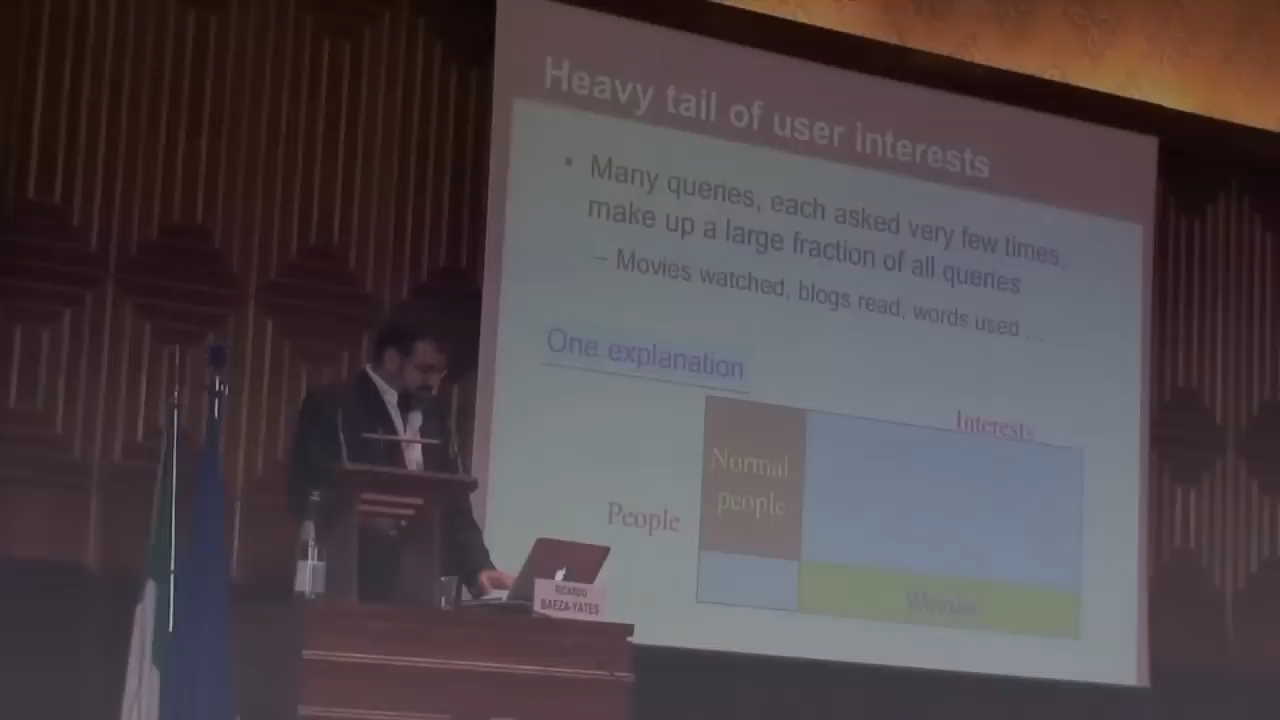 Heavy tail of user interests
• Many queries, each asked very few times,
make up a large fraction of all queries
– Movies watched, blogs read, words used ...
One explanation
Interests
Normal
people
People
RICARDO
BAEZA-YATES